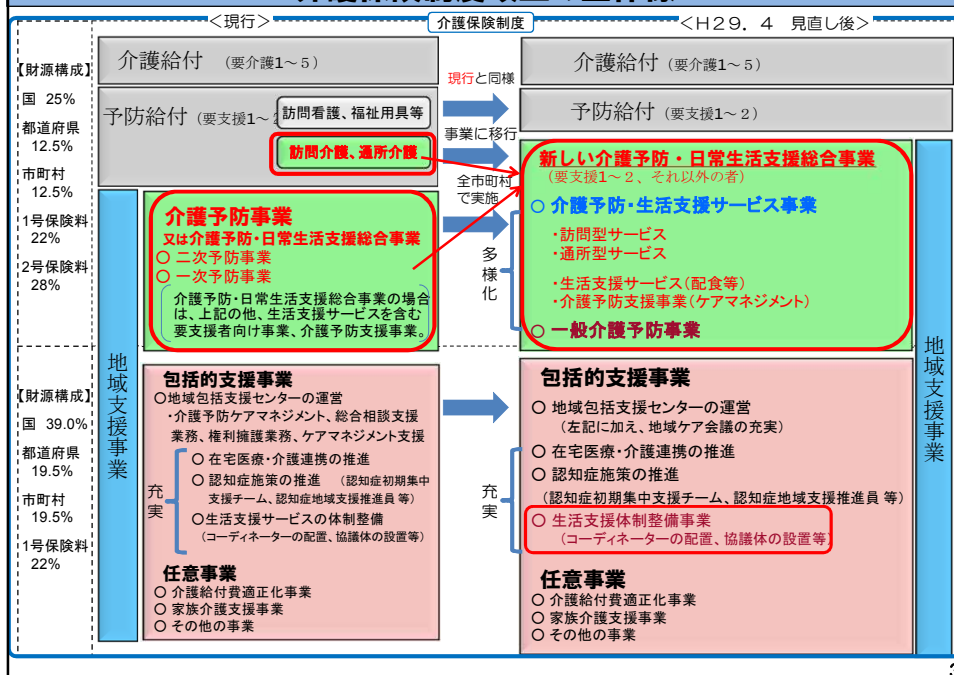 ＜現行＞
介護保険制度
＜H29．4 見直し後＞
【財源構成】
国 25%
都道府県
12.5%
市町村
12.5%
1号保険料
22%
2号保険料
28%
介護給付 （要介護1～5）
予防給付（要支援1～
訪問看護、福祉用具等
訪問介護、通所介護
介護予防事業
又は介護予防・日常生活支援総合事業
○ 二次予防事業
○ 一次予防事業
介護予防・日常生活支援総合事業の場合
は、上記の他、生活支援サービスを含む
要支援者向け事業、介護予防支援事業。
現行と同様
事業に移行
全市町村
で実施
多様化
介護給付（要介護1～5）
予防給付（要支援1～2）
新しい介護予防・日常生活支援総合事業
（要支援1～2、それ以外の者）
○ 介護予防・生活支援サービス事業
・訪問型サービス
・通所型サービス
・生活支援サービス（配食等）
・介護予防支援事業（ケアマネジメント）
○ 一般介護予防事業
【財源構成】
国 39.0%
都道府県
19.5%
市町村
19.5%
1号保険料
22%
地域支援事業
包括的支援事業
○地域包括支援センターの運営
・介護予防ケアマネジメント、総合相談支援
業務、権利擁護業務、ケアマネジメント支援
充実
○ 在宅医療・介護連携の推進
○ 認知症施策の推進 （認知症初期集中
支援チーム、認知症地域支援推進員 等）
○生活支援サービスの体制整備
（コーディネーターの配置、協議体の設置等）
任意事業
○ 介護給付費適正化事業
○ 家族介護支援事業
○ その他の事業
包括的支援事業
○ 地域包括支援センターの運営
（左記に加え、地域ケア会議の充実）
充実
○ 在宅医療・介護連携の推進
○ 認知症施策の推進
（認知症初期集中支援チーム、認知症地域支援推進員 等）
○ 生活支援体制整備事業
（コーディネーターの配置、協議体の設置等）
任意事業
○ 介護給付費適正化事業
○ 家族介護支援事業
○ その他の事業
地域支援事業